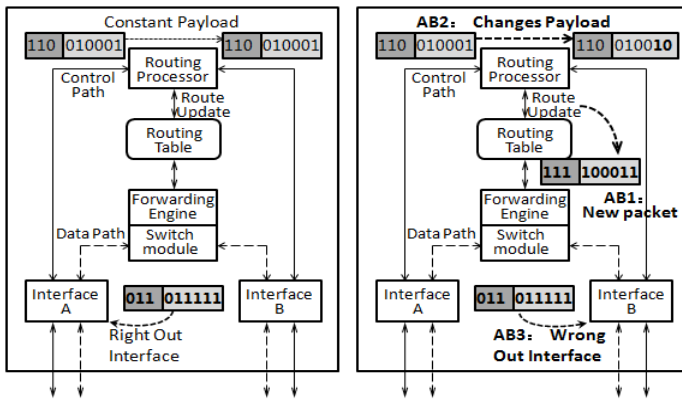 Constant Payload
110 010001
110 010001
Routing
Processor
Control
Path
Route
Update
Routing
Table
Forwarding
Engine
Data Path
Switch
module
Interface
A
011 011111
Interface
B
Right Out
Interface
AB2: Changes Payload
110 010001
110 010010
Routing
Processor
Control
Path
Route
Update
Routing
Table
111 100011
AB1:
New packet
Forwarding
Engine
Data Path
Switch
module
Interface
A
011 011111
Interface
B
AB3: Wrong
Out Interface